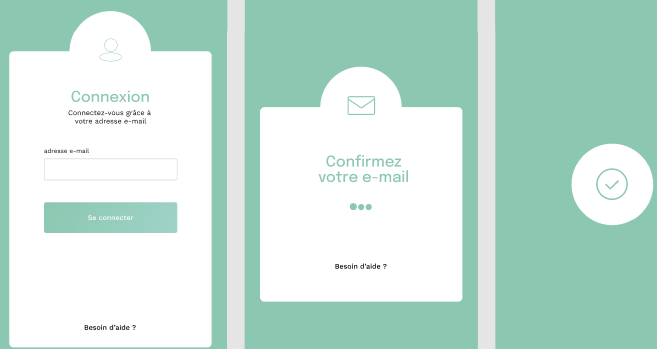 Connexion
Connectez-vous grâce à
votre adresse e-mail
adresse e-mail
Se connecter
Besoin d'aide ?
Confirmez
votre e-mail
Besoin d'aide ?